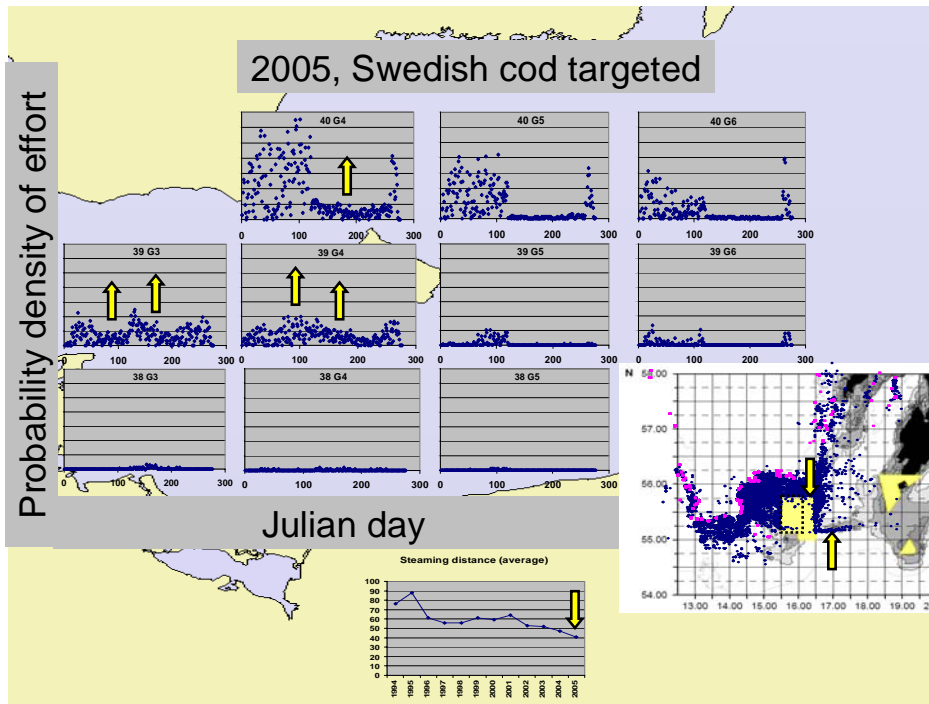 2005, Swedish cod targeted
Probability density of effort
40 G4
0 100 200 300
40 G5
0 100 200 300
40 G6
0 100 200 300
39 G3
0 100 200 300
39 G4
0 100 200 300
39 G5
0 100 200 300
39 G6
0 100 200 300
38 G3
0 100 200 300
38 G4
0 100 200 300
38 G5
0 100 200 300
Julian day
N
57.00
56.00
55.00
54.00
13.00 14.00 15.00 16.00 17.00 18.00 19.00
Steaming distance (average)
100
90
80
70
60
50
40
30
20
10
0
1994 1995 1996 1997 1998 1999 2000 2001 2002 2003 2004 2005